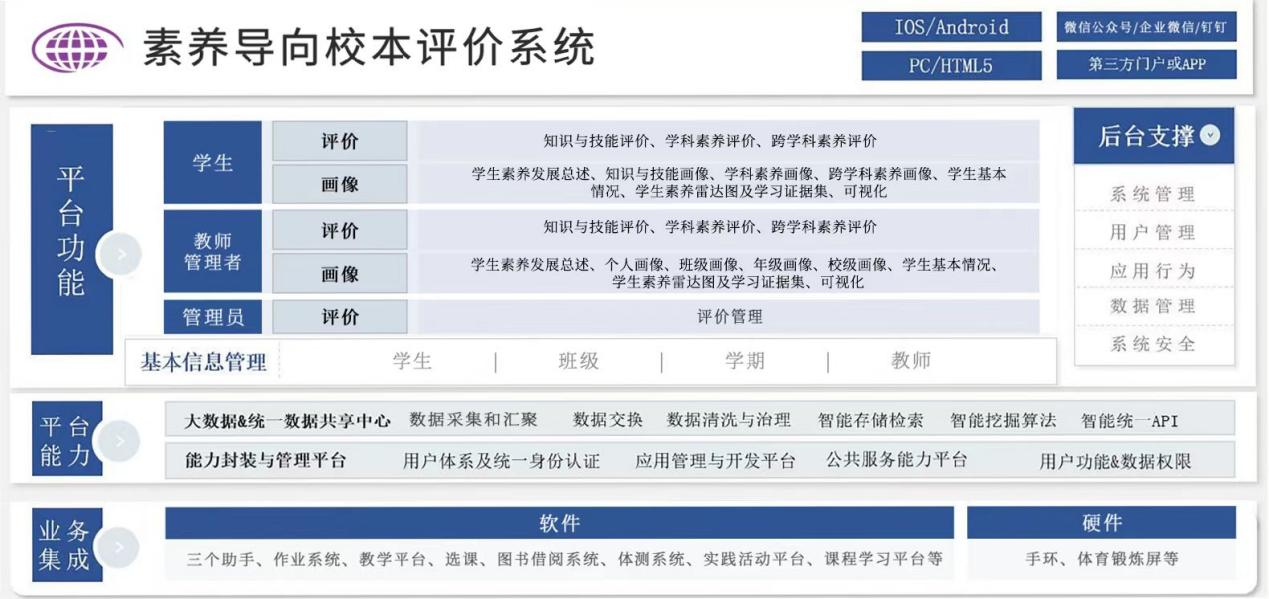 素养导向校本评价系统
IOS/Android
微信公众号/企业微信/钉钉
PC/HTML5
第三方门户或APP
平台功能
学生
评价
知识与技能评价、学科素养评价、跨学科素养评价
画像
学生素养发展总述、知识与技能画像、学科素养画像、跨学科素养画像、学生基本
情况、学生素养雷达图及学习证据集、可视化
教师
管理者
评价
知识与技能评价、学科素养评价、跨学科素养评价
画像
学生素养发展总述、个人画像、班级画像、年级画像、校级画像、学生基本情况、
学生素养雷达图及学习证据集、可视化
管理员
评价
评价管理
基本信息管理
学生 | 班级 | 学期 | 教师
后台支撑
系统管理
用户管理
应用行为
数据管理
系统安全
平台
能力
大数据&统一数据共享中心 数据采集和汇聚 数据交换 数据清洗与治理 智能存储检索 智能挖掘算法 智能统一API
能力封装与管理平台 用户体系及统一身份认证 应用管理与开发平台 公共服务能力平台 用户功能&数据权限
业务
集成
软件
三个助手、作业系统、教学平台、选课、图书借阅系统、体测系统、实践活动平台、课程学习平台等
硬件
手环、体育锻炼屏等